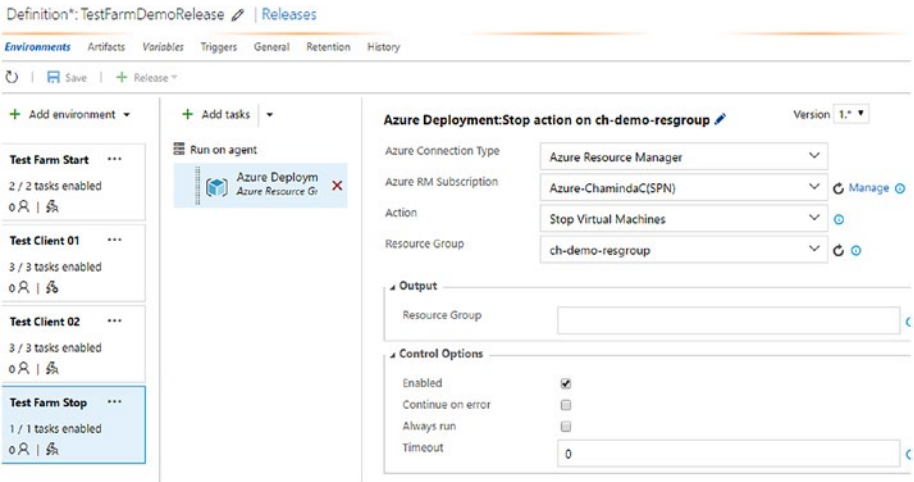 Definition*: TestFarmDemoRelease | Releases
Environments Artifacts Variables Triggers General Retention History
Save | + Release
+ Add environment
Test Farm Start ...
2 / 2 tasks enabled
0
Test Client 01 ...
3 / 3 tasks enabled
0
Test Client 02 ...
3 / 3 tasks enabled
0
Test Farm Stop ...
1 / 1 tasks enabled
0
+ Add tasks
Run on agent
Azure Deploym
Azure Resource Gr
Azure Deployment:Stop action on ch-demo-resgroup
Version 1.*
Azure Connection Type Azure Resource Manager
Azure RM Subscription Azure-ChamindaC(SPN) Manage
Action Stop Virtual Machines
Resource Group ch-demo-resgroup
Output
Resource Group
Control Options
Enabled
Continue on error
Always run
Timeout 0